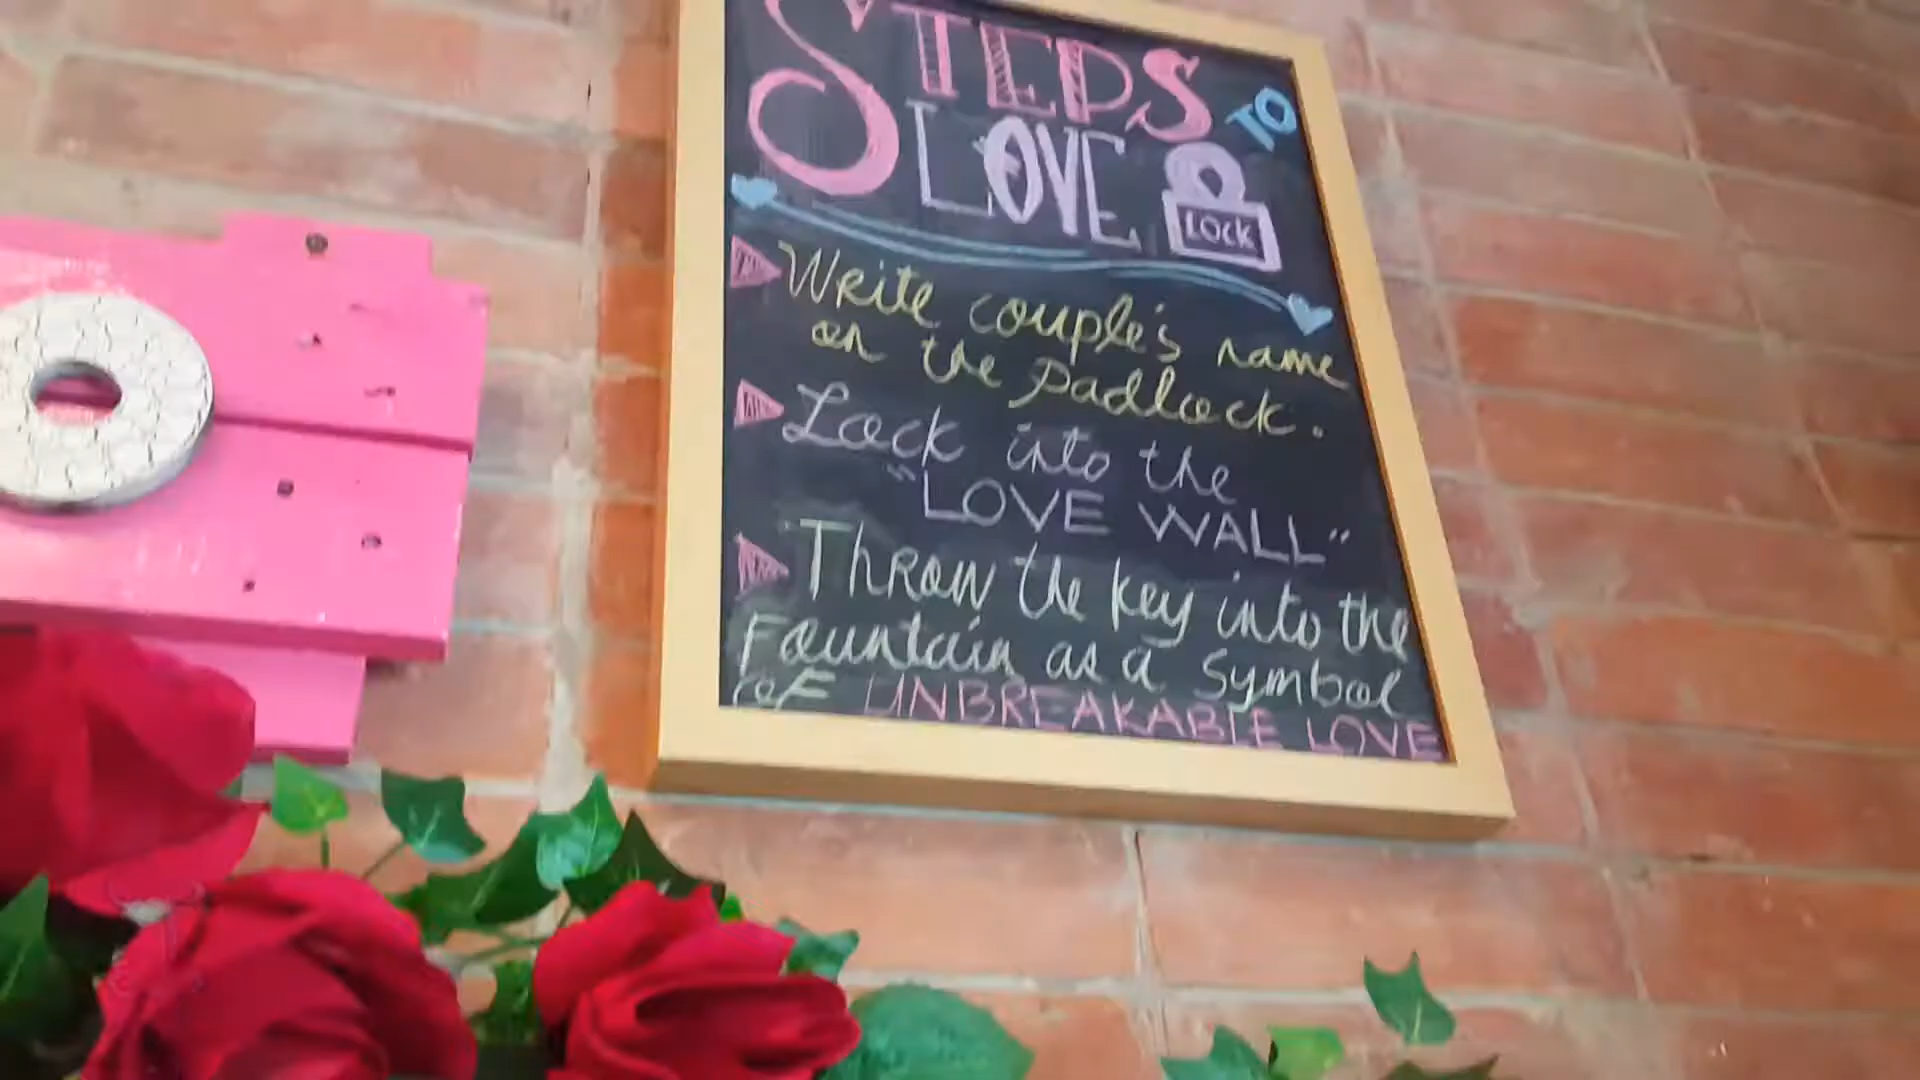 STEPS TO
LOVE LOCK
Write couple's name
on the padlock.
Lock into the
"LOVE WALL"
Throw the key into the
Fountain as a Symbol
of UNBREAKABLE LOVE